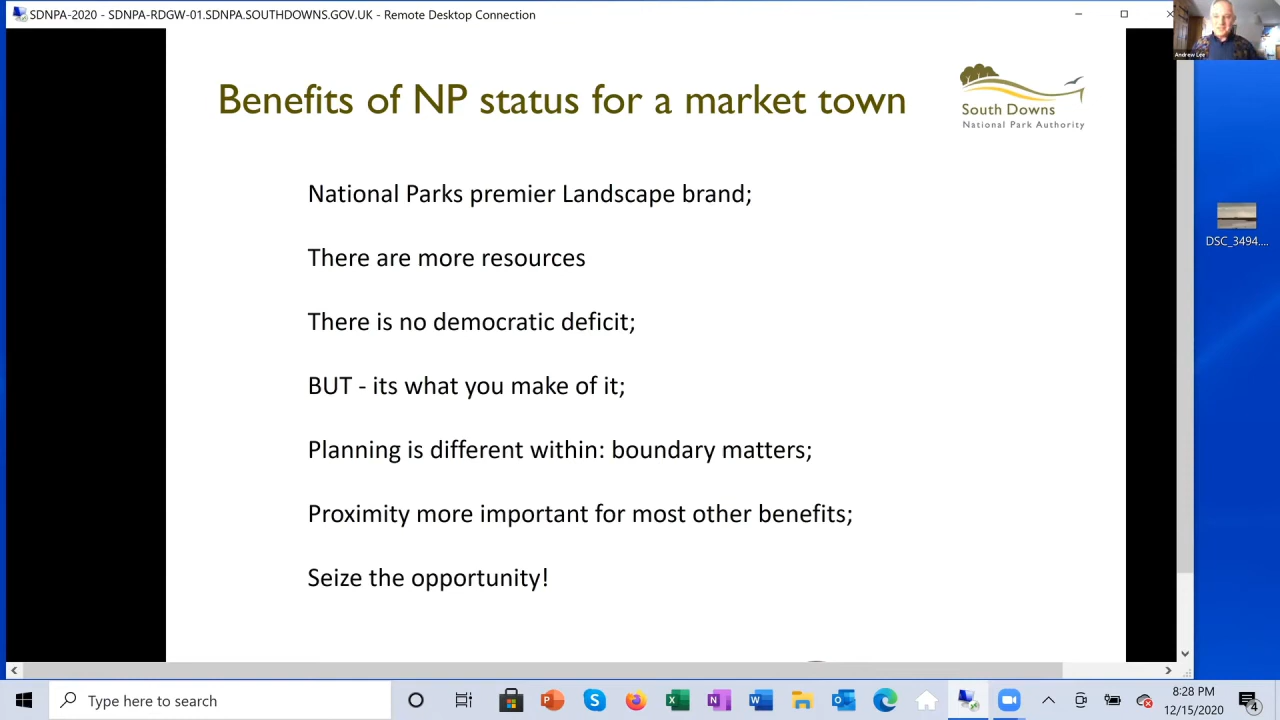 SDNPA-2020 - SDNPA-RDGW-01.SDNPA.SOUTHDOWNS.GOV.UK - Remote Desktop Connection
Andrew Lee
Benefits of NP status for a market town
South Downs
National Park Authority
National Parks premier Landscape brand;
There are more resources
There is no democratic deficit;
BUT - its what you make of it;
Planning is different within: boundary matters;
Proximity more important for most other benefits;
Seize the opportunity!
DSC_3494....
Type here to search
8:28 PM
12/15/2020
4